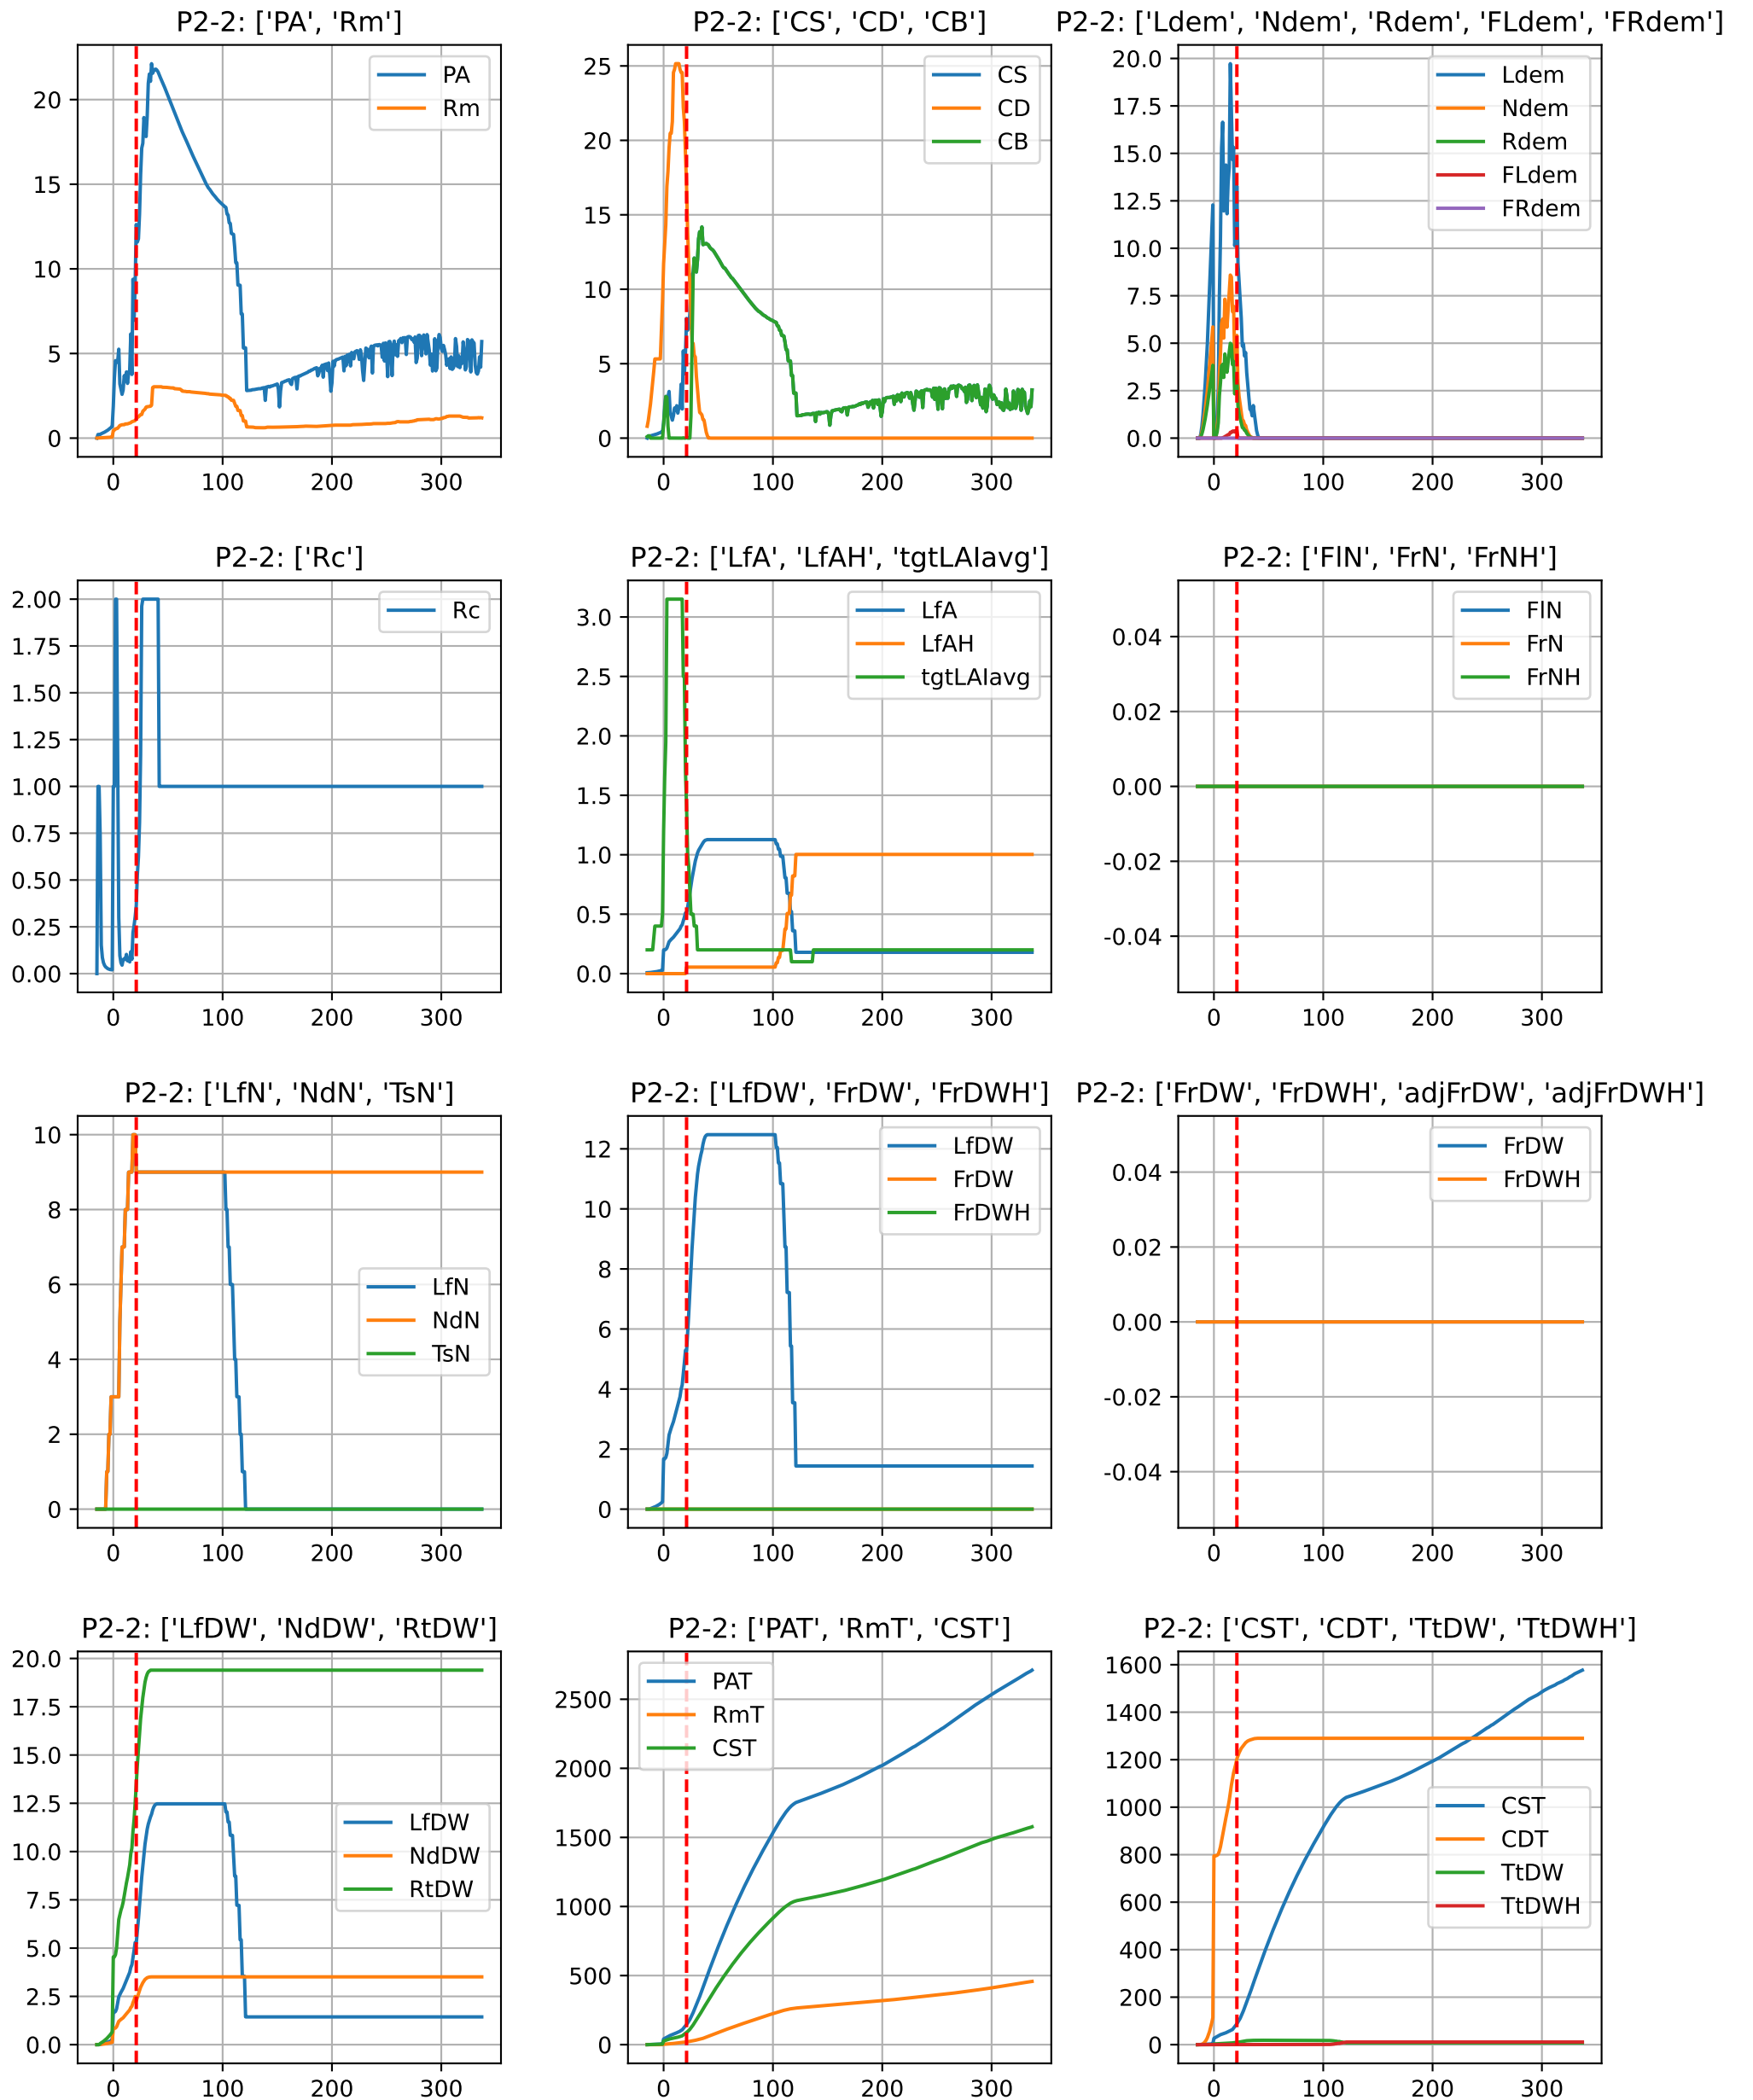 P2-2: ['PA', 'Rm']
PA
Rm
20
15
10
5
0
0 100 200 300
P2-2: ['CS', 'CD', 'CB']
CS
CD
CB
25
20
15
10
5
0
0 100 200 300
P2-2: ['Ldem', 'Ndem', 'Rdem', 'FLdem', 'FRdem']
Ldem
Ndem
Rdem
FLdem
FRdem
20.0
17.5
15.0
12.5
10.0
7.5
5.0
2.5
0.0
0 100 200 300
P2-2: ['Rc']
Rc
2.00
1.75
1.50
1.25
1.00
0.75
0.50
0.25
0.00
0 100 200 300
P2-2: ['LfA', 'LfAH', 'tgtLAIavg']
LfA
LfAH
tgtLAIavg
3.0
2.5
2.0
1.5
1.0
0.5
0.0
0 100 200 300
P2-2: ['FlN', 'FrN', 'FrNH']
FlN
FrN
FrNH
0.04
0.02
0.00
-0.02
-0.04
0 100 200 300
P2-2: ['LfN', 'NdN', 'TsN']
LfN
NdN
TsN
10
8
6
4
2
0
0 100 200 300
P2-2: ['LfDW', 'FrDW', 'FrDWH']
LfDW
FrDW
FrDWH
12
10
8
6
4
2
0
0 100 200 300
P2-2: ['FrDW', 'FrDWH', 'adjFrDW', 'adjFrDWH']
FrDW
FrDWH
0.04
0.02
0.00
-0.02
-0.04
0 100 200 300
P2-2: ['LfDW', 'NdDW', 'RtDW']
LfDW
NdDW
RtDW
20.0
17.5
15.0
12.5
10.0
7.5
5.0
2.5
0.0
0 100 200 300
P2-2: ['PAT', 'RmT', 'CST']
PAT
RmT
CST
2500
2000
1500
1000
500
0
0 100 200 300
P2-2: ['CST', 'CDT', 'TtDW', 'TtDWH']
CST
CDT
TtDW
TtDWH
1600
1400
1200
1000
800
600
400
200
0
0 100 200 300